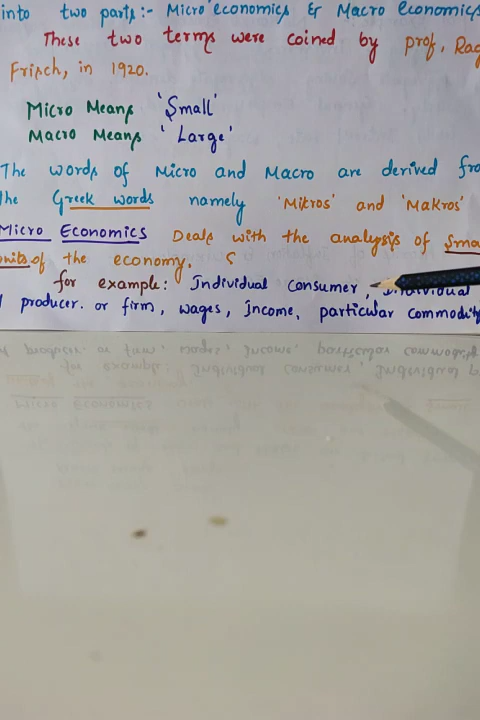 into two parts:- Micro economics & Macro Economics
These two terms were coined by prof, Rag
Frisch, in 1920.
Micro Means 'Small'
Macro Means ' Large'
The words of Micro and Macro are derived fro
the Greek words namely 'Mikros' and 'Makros'
Micro Economics Deals with the analysis of Sma
units of the economy.
for example: Individual consumer, Individual
producer. or firm, wages, Income, particular commodity